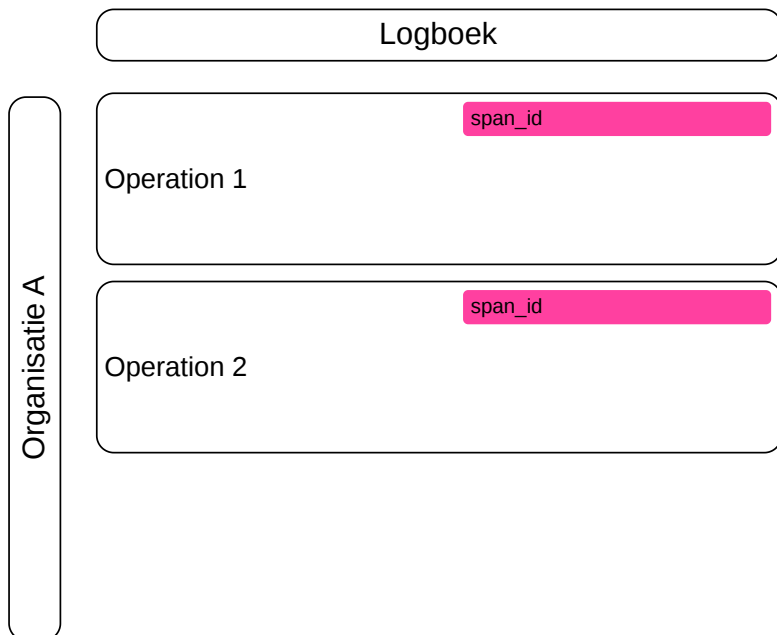 Logboek
span_id
Operation 1
span_id
Operation 2
Organisatie A